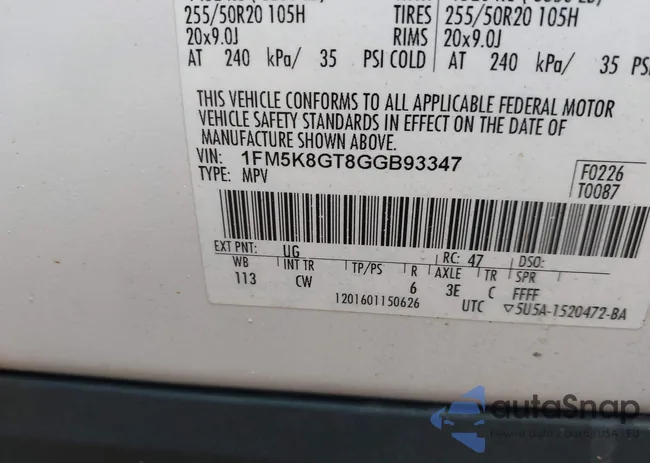 255/50R20 105H TIRES 255/50R20 105H
20x9.0J RIMS 20x9.0J
AT 240 kPa/ 35 PSI COLD AT 240 kPa/ 35 PSI
THIS VEHICLE CONFORMS TO ALL APPLICABLE FEDERAL MOTOR
VEHICLE SAFETY STANDARDS IN EFFECT ON THE DATE OF
MANUFACTURE SHOWN ABOVE.
VIN: 1FM5K8GT8GGB93347
TYPE: MPV
F0226
T0087
EXT PNT: UG RC: 47 DSO:
WB INT TR TP/PS R AXLE TR SPR
113 CW 6 3E C FFFF
1201601150626 UTC ▽5U5A-1520472-BA
autoSnap